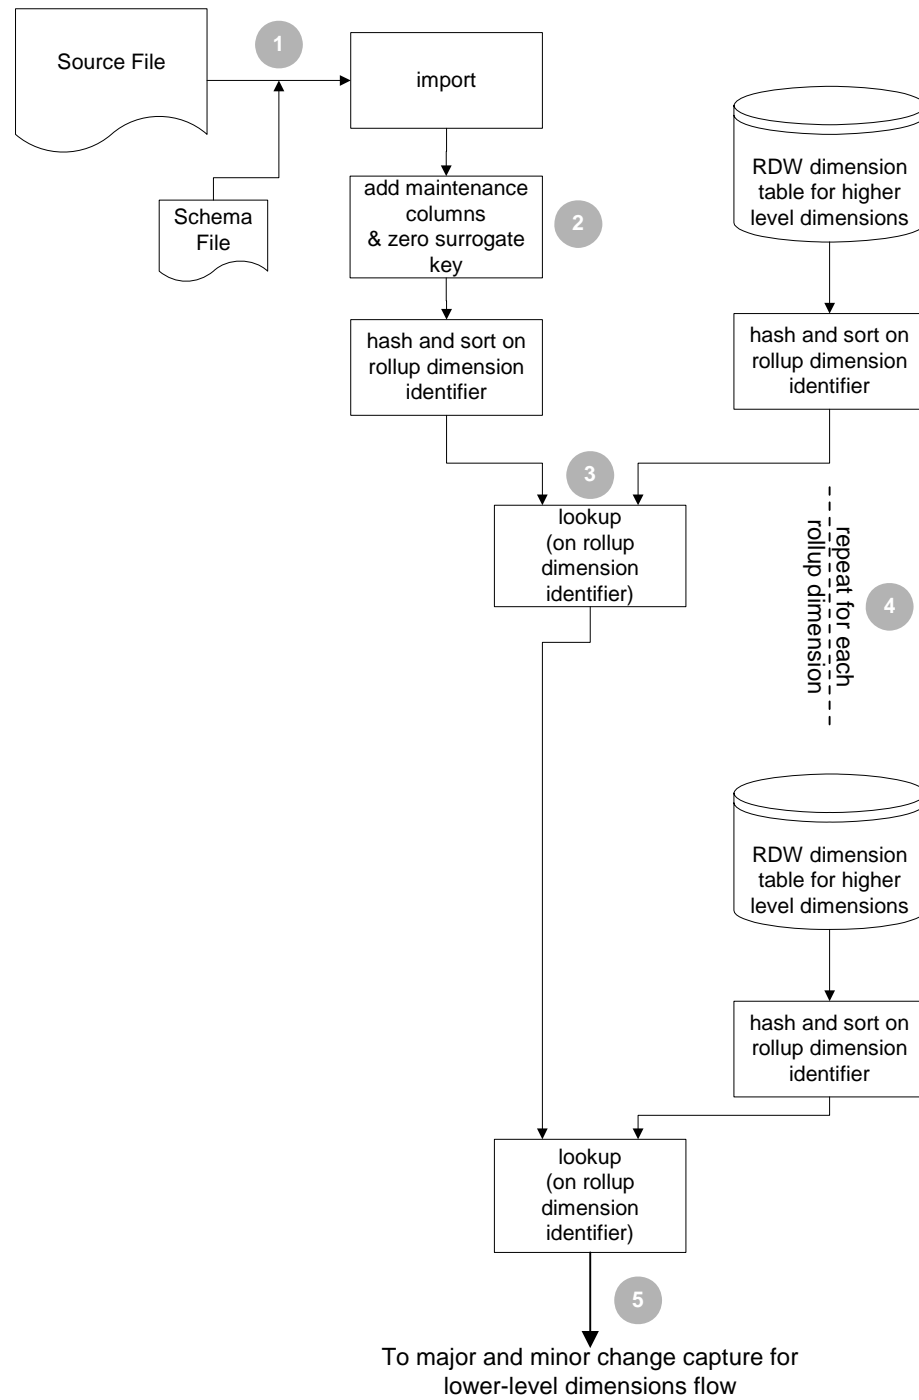 Source File
1
import
Schema
File
add maintenance
columns
& zero surrogate
key
2
RDW dimension
table for higher
level dimensions
hash and sort on
rollup dimension
identifier
hash and sort on
rollup dimension
identifier
3
lookup
(on rollup
dimension
identifier)
repeat for each
rollup dimension
4
RDW dimension
table for higher
level dimensions
hash and sort on
rollup dimension
identifier
lookup
(on rollup
dimension
identifier)
5
To major and minor change capture for
lower-level dimensions flow